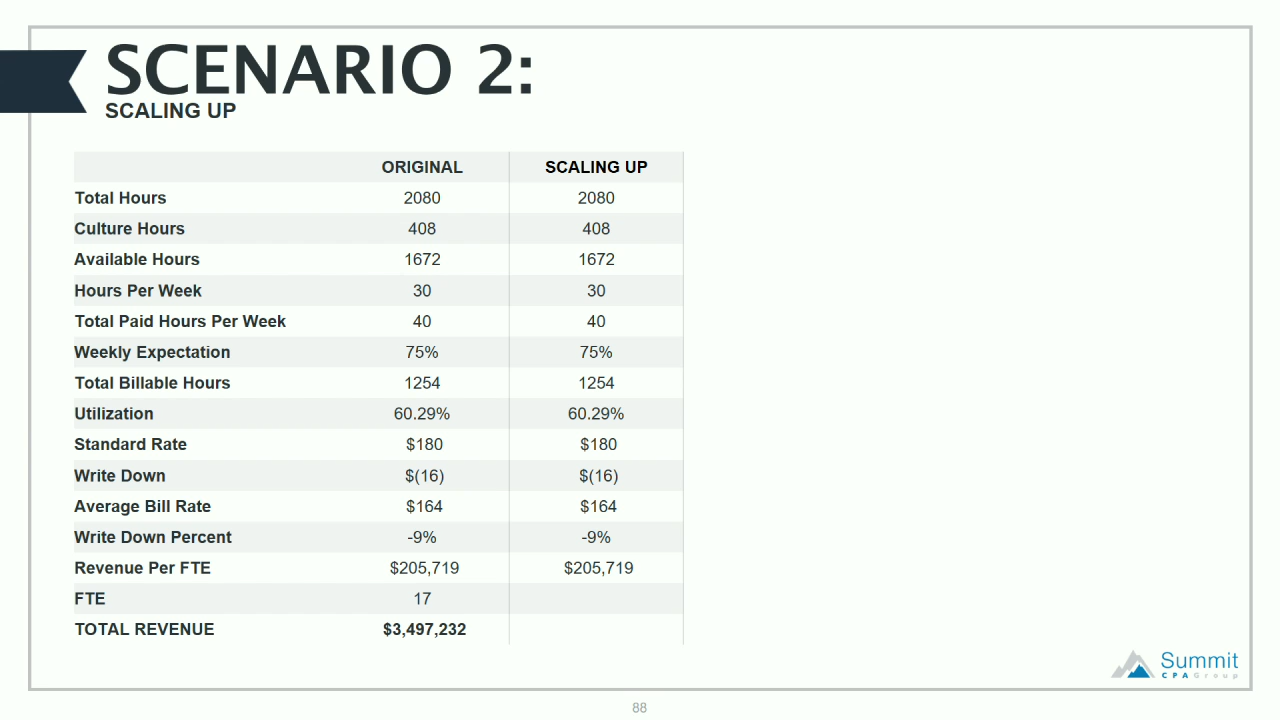 SCENARIO 2:
SCALING UP
ORIGINAL SCALING UP
Total Hours 2080 2080
Culture Hours 408 408
Available Hours 1672 1672
Hours Per Week 30 30
Total Paid Hours Per Week 40 40
Weekly Expectation 75% 75%
Total Billable Hours 1254 1254
Utilization 60.29% 60.29%
Standard Rate $180 $180
Write Down $(16) $(16)
Average Bill Rate $164 $164
Write Down Percent -9% -9%
Revenue Per FTE $205,719 $205,719
FTE 17
TOTAL REVENUE $3,497,232
Summit
CPA Group
88